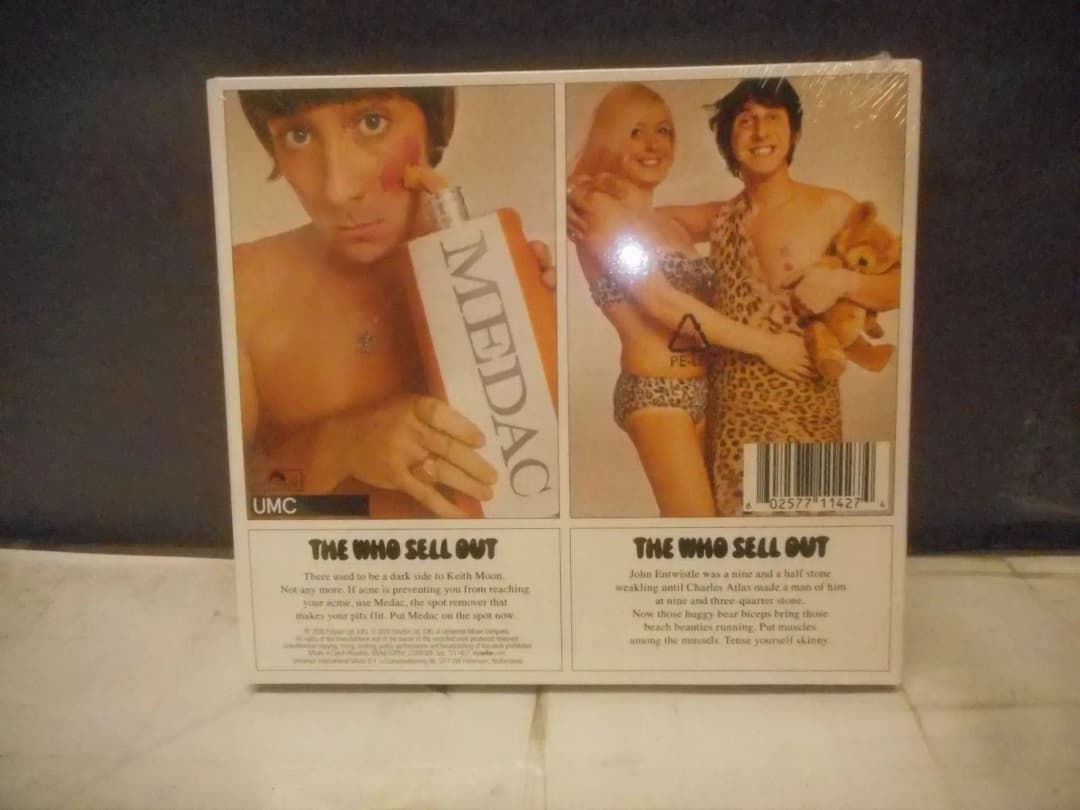 MEDAC
UMC
PE-L
6 02577 11427 4
THE WHO SELL OUT
There used to be a dark side to Keith Moon.
Not any more. If acne is preventing you from reaching
your acme, use Medac, the spot remover that
makes your pits flit. Put Medac on the spot now.
THE WHO SELL OUT
John Entwistle was a nine and a half stone
weakling until Charles Atlas made a man of him
at nine and three-quarter stone.
Now those huggy bear biceps bring those
beach beauties running. Put muscles
among the mussels. Tense yourself skinny.